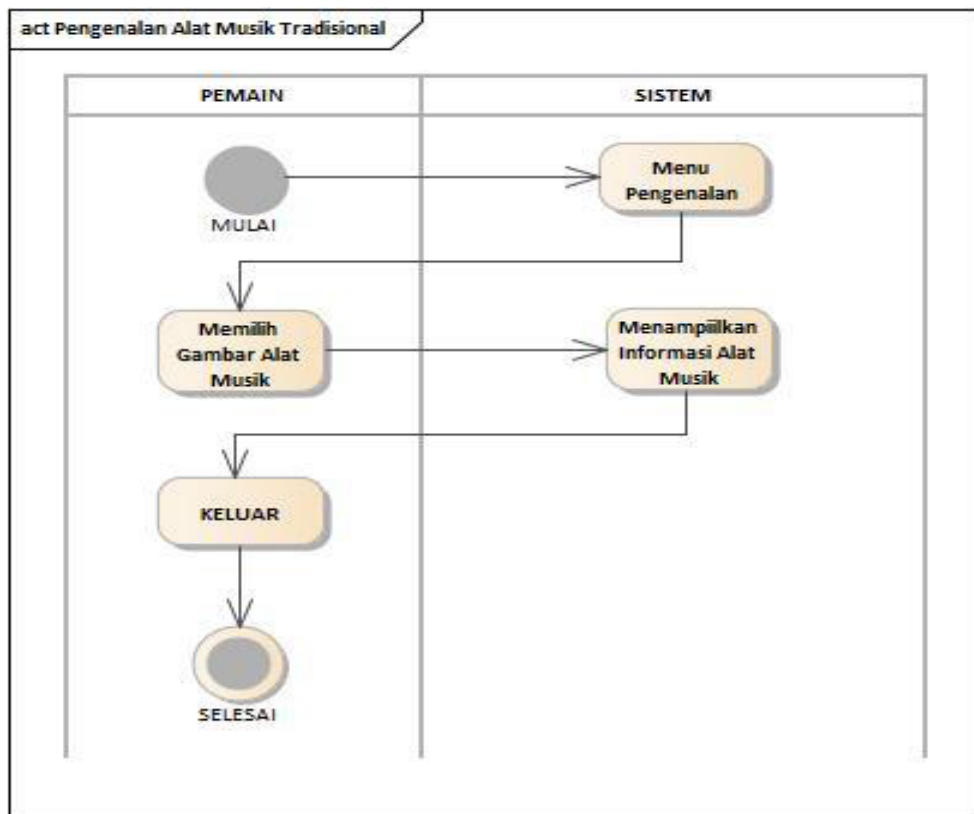 act Pengenalan Alat Musik Tradisional
PEMAIN
SISTEM
MULAI
Menu
Pengenalan
Memilih
Gambar Alat
Musik
Menampiilkan
Informasi Alat
Musik
KELUAR
SELESAI